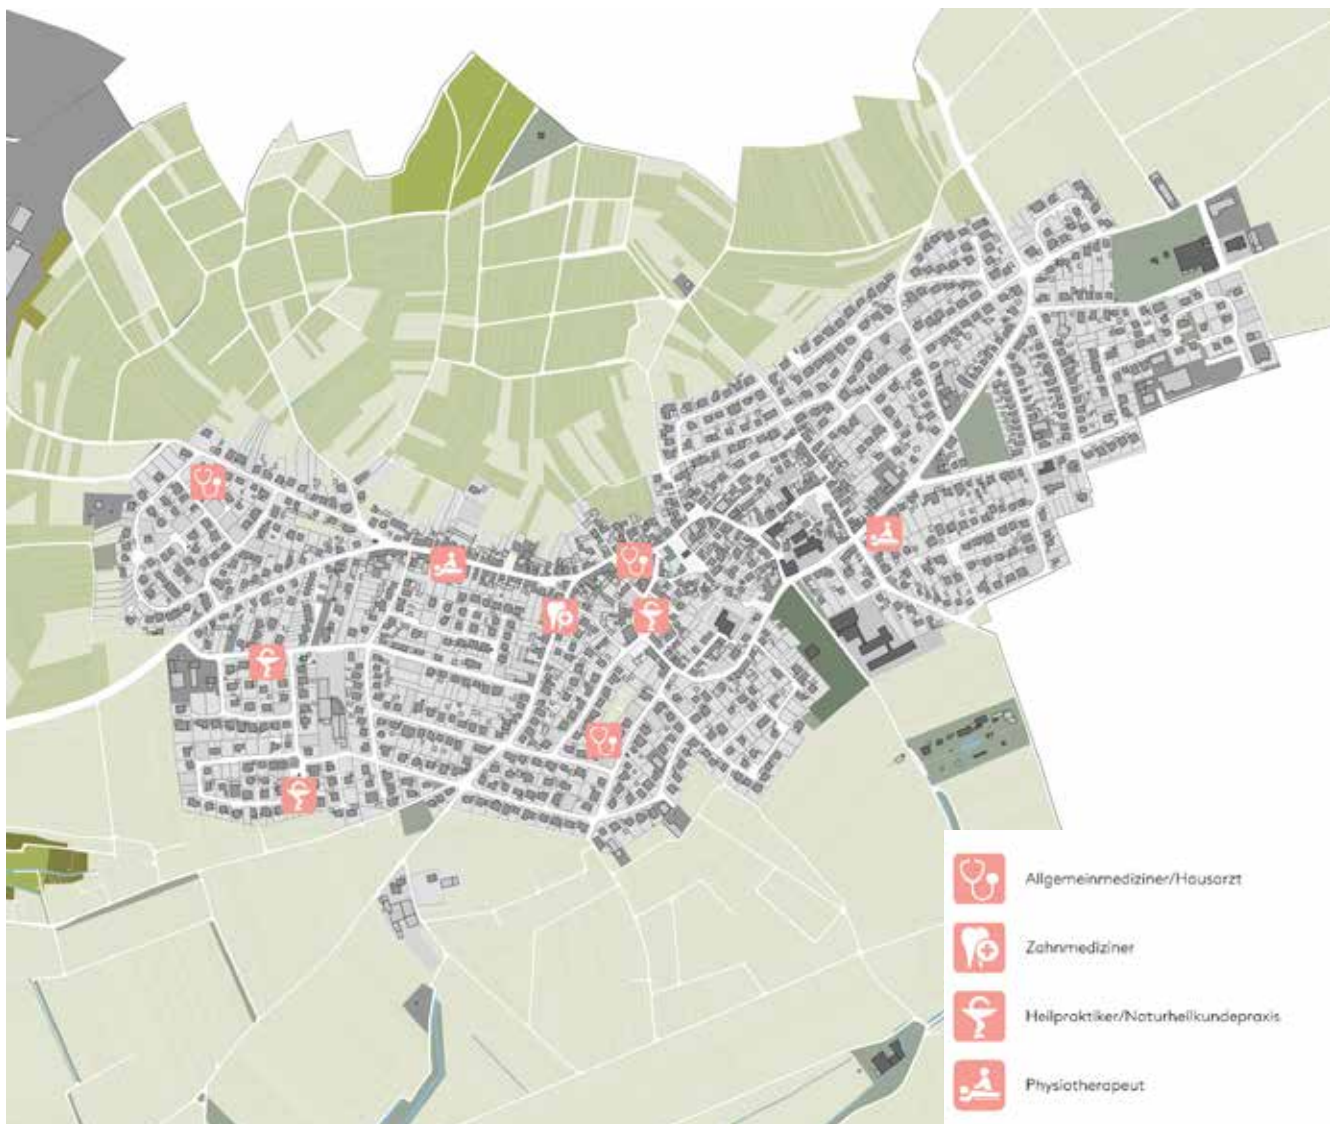 Allgemeinmediziner/Hausarzt
Zahnmediziner
Heilpraktiker/Naturheilkundepraxis
Physiotherapeut